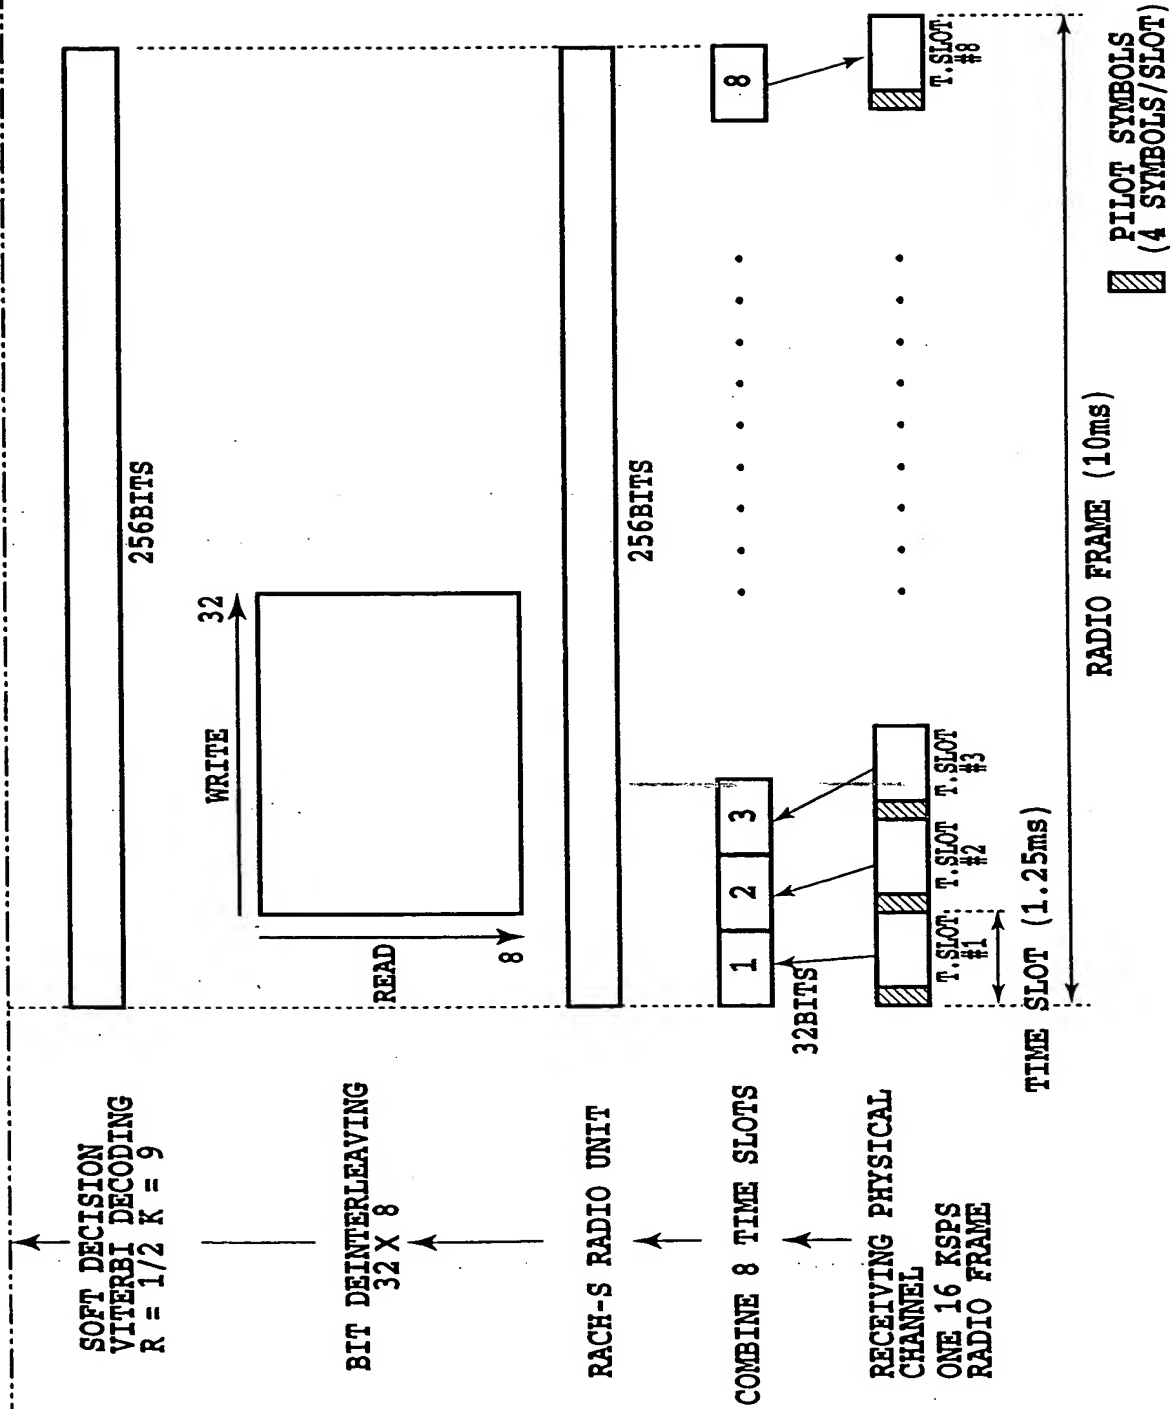 SOFT DECISION
VITERBI DECODING
R = 1/2 K = 9
256BITS
BIT DEINTERLEAVING
32 X 8
WRITE
32
READ
8
RACH-S RADIO UNIT
256BITS
COMBINE 8 TIME SLOTS
1
2
3
8
32BITS
RECEIVING PHYSICAL
CHANNEL
ONE 16 KSPS
RADIO FRAME
T.SLOT
#1
T.SLOT
#2
T.SLOT
#3
T.SLOT
#8
TIME SLOT (1.25ms)
RADIO FRAME (10ms)
PILOT SYMBOLS
(4 SYMBOLS/SLOT)